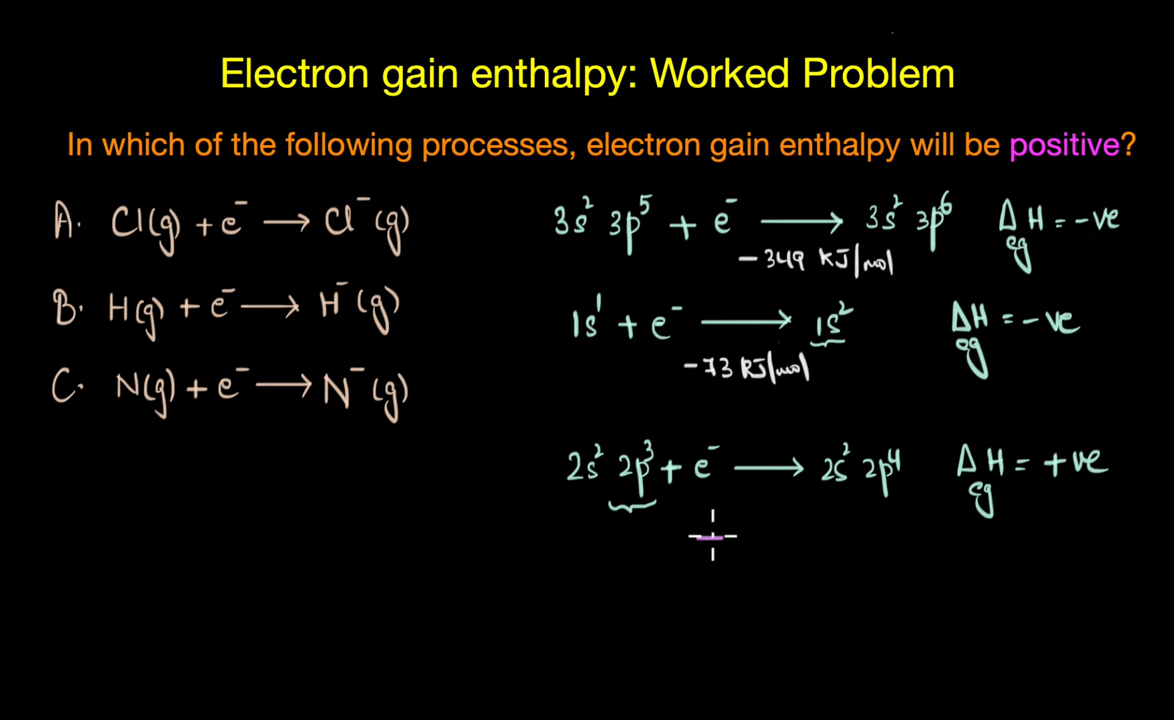 Electron gain enthalpy: Worked Problem
In which of the following processes, electron gain enthalpy will be positive?
A. Cl(g) + e⁻ ⟶ Cl⁻(g)
3s² 3p⁵ + e⁻ ⟶ 3s² 3p⁶ ΔegH = -ve
-349 KJ/mol
B. H(g) + e⁻ ⟶ H⁻(g)
1s¹ + e⁻ ⟶ 1s² ΔegH = -ve
-73 KJ/mol
C. N(g) + e⁻ ⟶ N⁻(g)
2s² 2p³ + e⁻ ⟶ 2s² 2p⁴ ΔegH = +ve